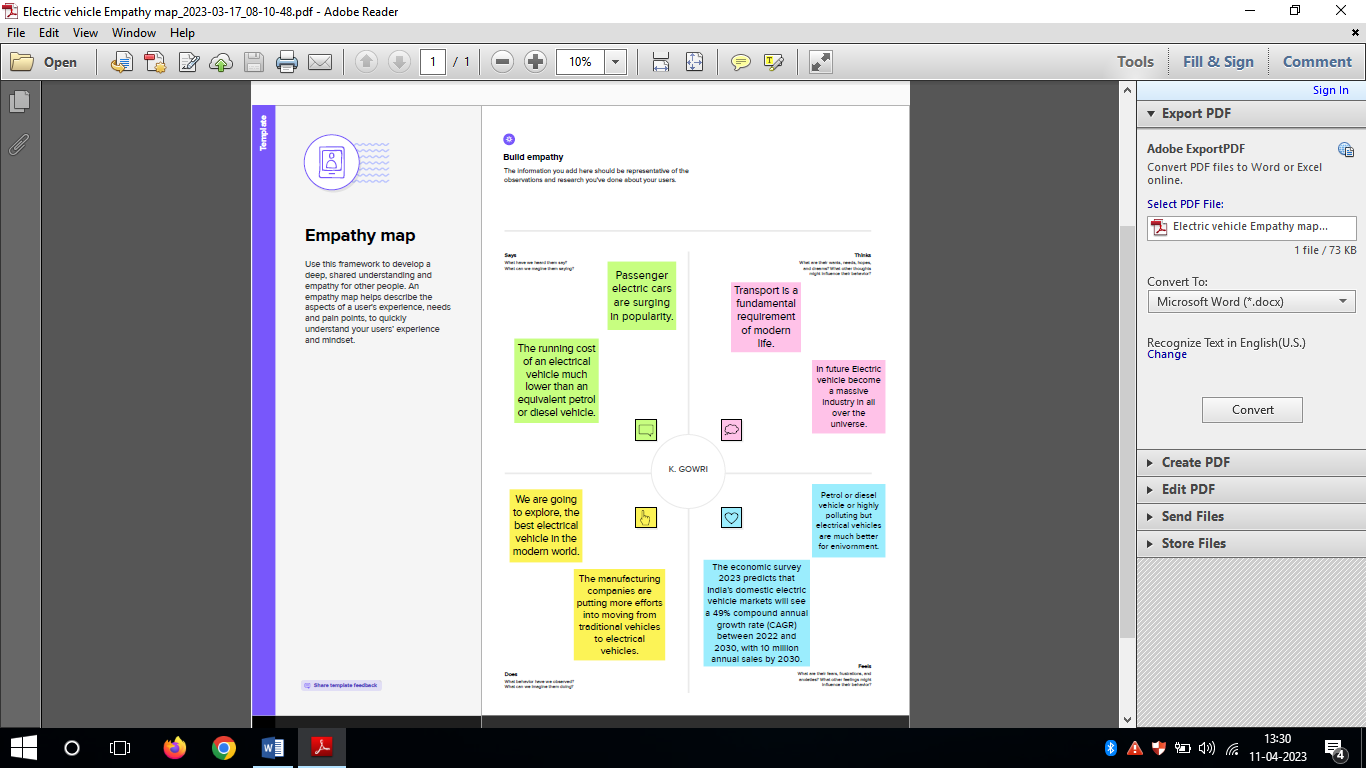 Electric vehicle Empathy map_2023-03-17_08-10-48.pdf - Adobe Reader
File Edit View Window Help
Open
1 / 1
10%
Tools
Fill & Sign
Comment
Sign In
Template
Empathy map
Use this framework to develop a
deep, shared understanding and
empathy for other people. An
empathy map helps describe the
aspects of a user's experience, needs
and pain points, to quickly
understand your users' experience
and mindset.
Share template feedback
Build empathy
The information you add here should be representative of the
observations and research you've done about your users.
Says
What have we heard them say?
What can we imagine them saying?
Passenger
electric cars
are surging
in popularity.
The running cost
of an electrical
vehicle much
lower than an
equivalent petrol
or diesel vehicle.
Thinks
What are their wants, needs, hopes,
and dreams? What other thoughts
might influence their behavior?
Transport is a
fundamental
requirement
of modern
life.
In future Electric
vehicle become
a massive
industry in all
over the
universe.
K. GOWRI
We are going
to explore, the
best electrical
vehicle in the
modern world.
The manufacturing
companies are
putting more efforts
into moving from
traditional vehicles
to electrical
vehicles.
Does
What behavior have we observed?
What can we imagine them doing?
Petrol or diesel
vehicle or highly
polluting but
electrical vehicles
are much better
for enivornment.
The economic survey
2023 predicts that
India's domestic electric
vehicle markets will see
a 49% compound annual
growth rate (CAGR)
between 2022 and
2030, with 10 million
annual sales by 2030.
Feels
What are their fears, frustrations, and
anxieties? What other feelings might
influence their behavior?
Export PDF
Adobe ExportPDF
Convert PDF files to Word or Excel
online.
Select PDF File:
Electric vehicle Empathy map...
1 file / 73 KB
Convert To:
Microsoft Word (*.docx)
Recognize Text in English(U.S.)
Change
Convert
Create PDF
Edit PDF
Send Files
Store Files
13:30
11-04-2023
4